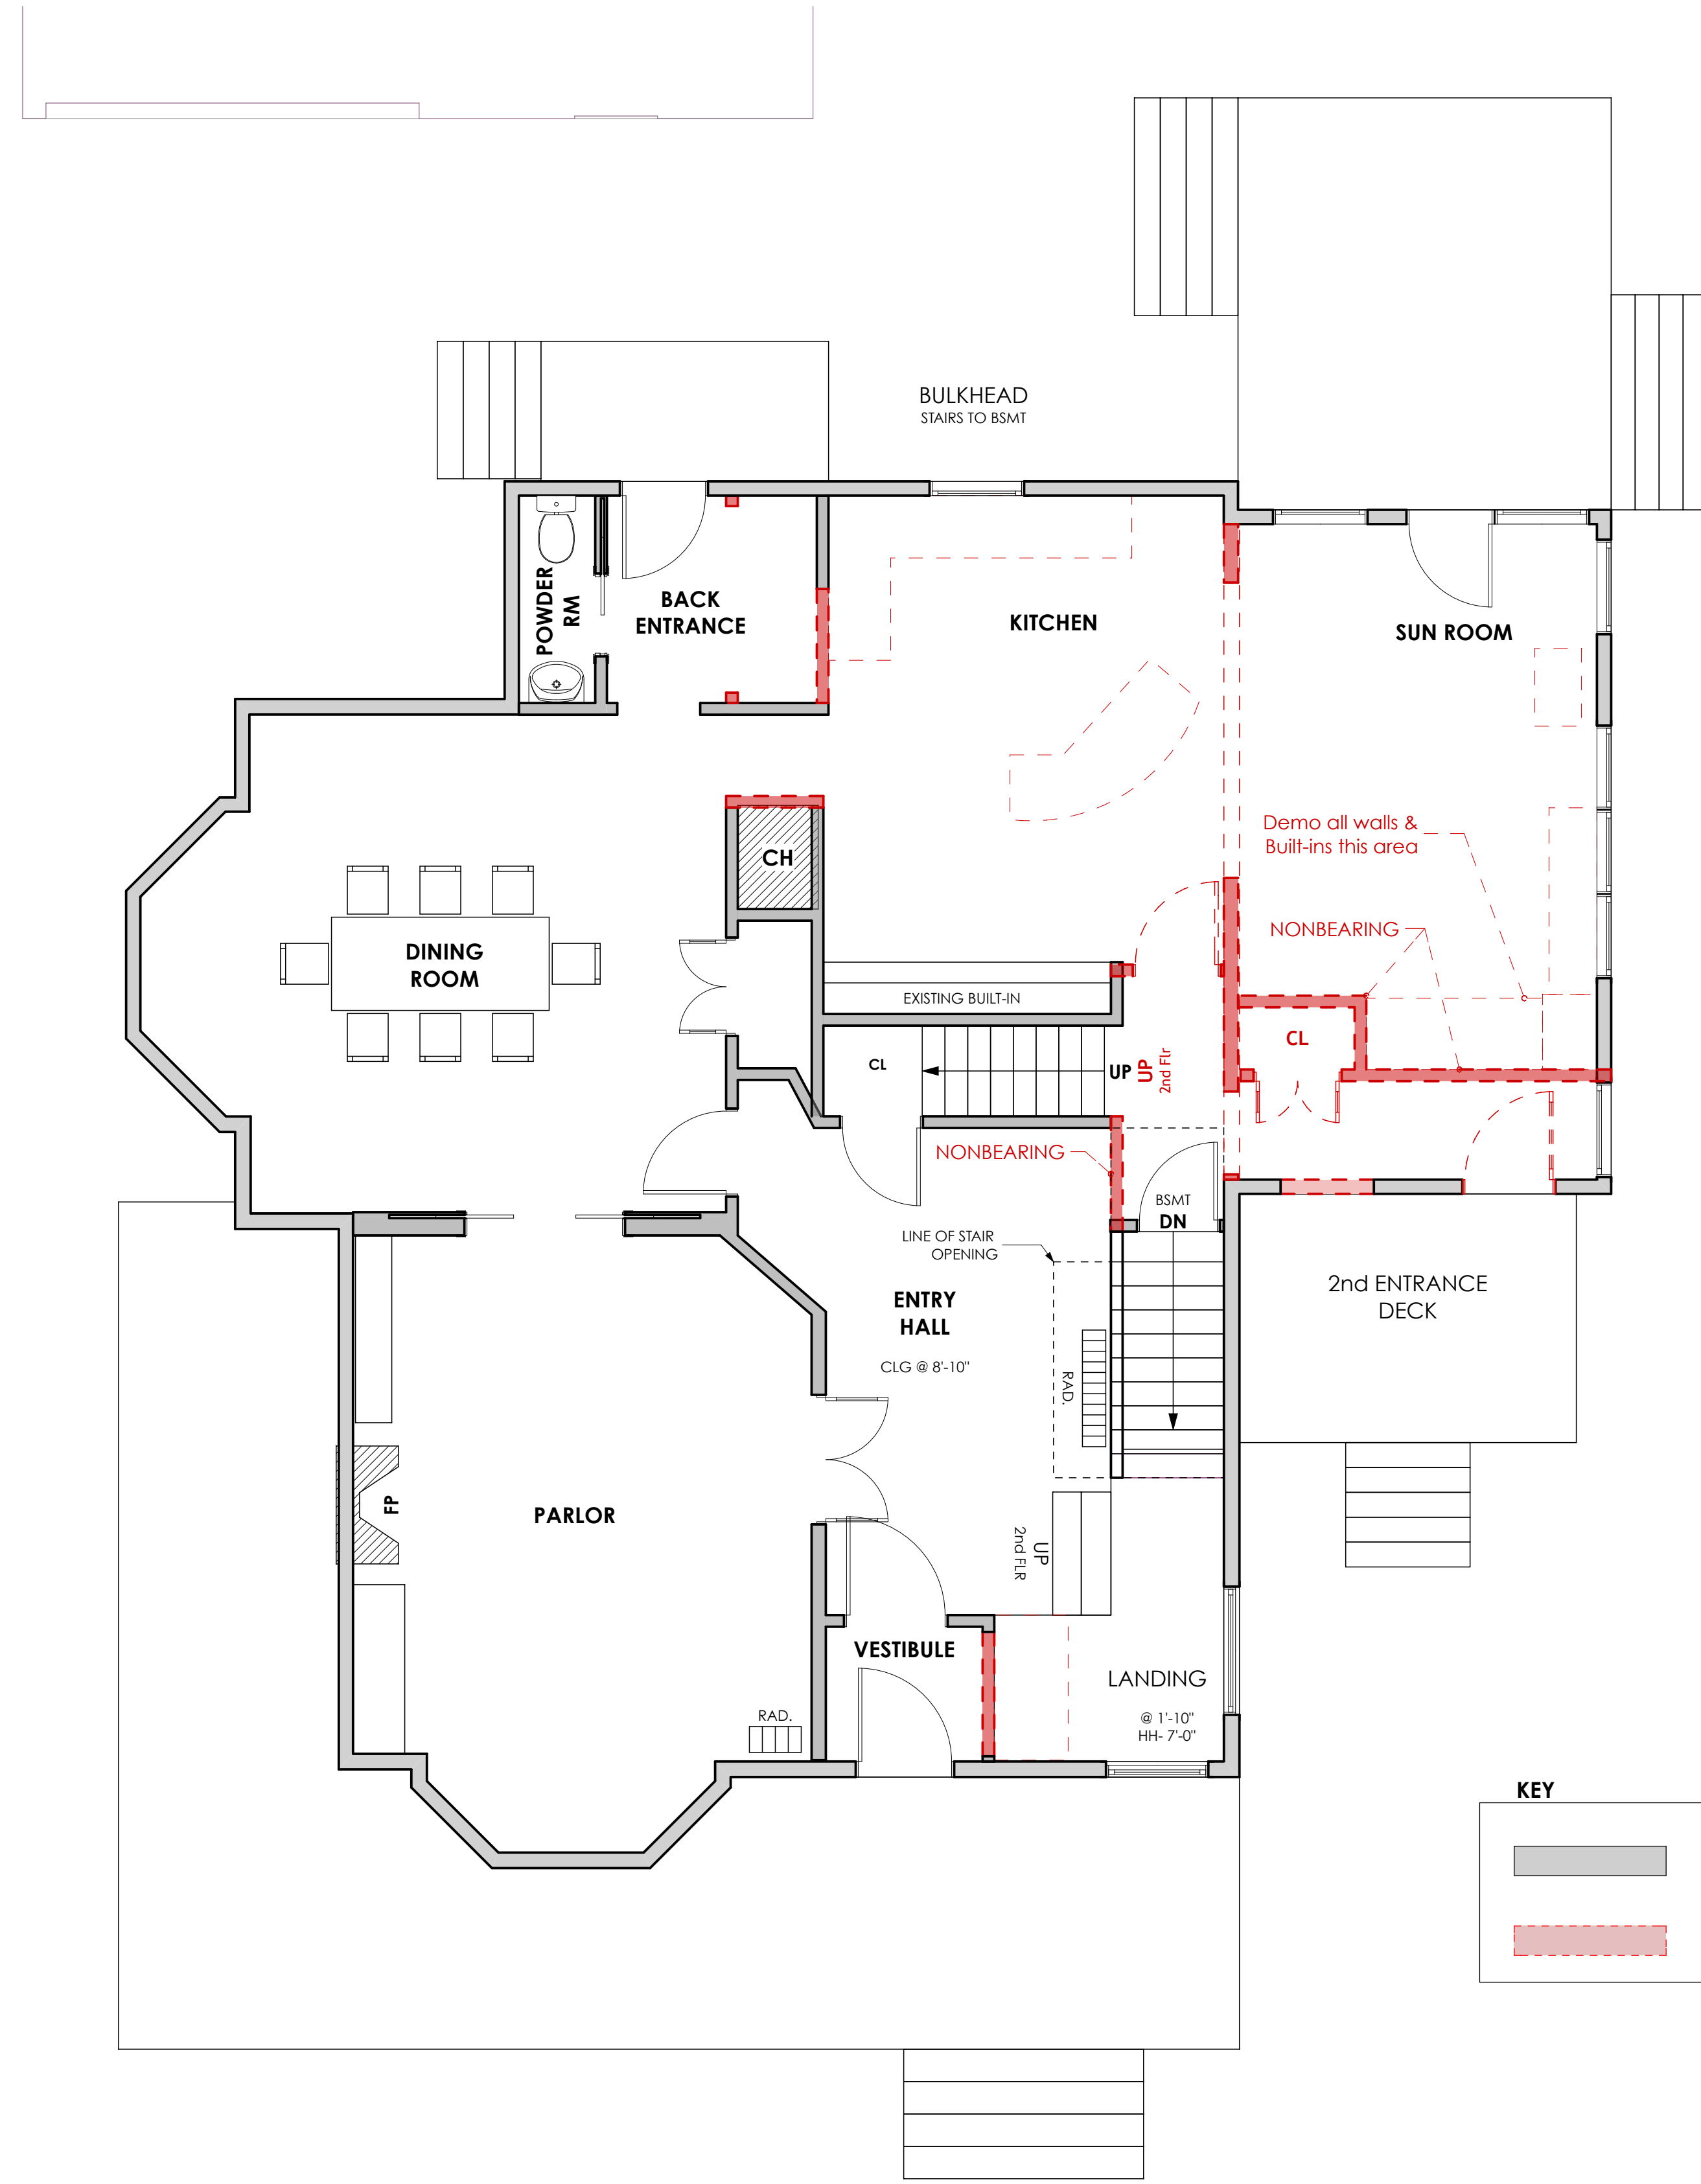 BULKHEAD
STAIRS TO BSMT
POWDER
RM
BACK
ENTRANCE
KITCHEN
SUN ROOM
Demo all walls &
Built-ins this area
CH
NONBEARING
DINING
ROOM
EXISTING BUILT-IN
CL
CL
UP
UP
2nd Flr
NONBEARING
BSMT
DN
LINE OF STAIR
OPENING
2nd ENTRANCE
DECK
ENTRY
HALL
CLG @ 8'-10"
RAD.
FP
PARLOR
UP
2nd FLR
VESTIBULE
LANDING
@ 1'-10"
HH- 7'-0"
RAD.
KEY